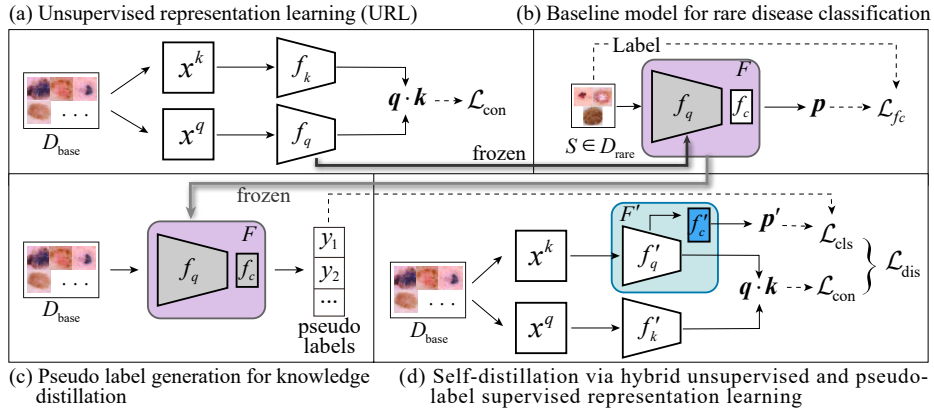 (a) Unsupervised representation learning (URL)
(b) Baseline model for rare disease classification
x^k
f_k
q · k
L_con
x^q
f_q
D_base
. . .
frozen
Label
F
f_q
f_c
p
L_fc
S ∈ D_rare
frozen
F
f_q
f_c
. . .
D_base
y_1
y_2
...
pseudo
labels
x^k
F′
f′_q
f′_c
p′
L_cls
q · k
L_con
L_dis
x^q
f′_k
. . .
D_base
(c) Pseudo label generation for knowledge
distillation
(d) Self-distillation via hybrid unsupervised and pseudo-
label supervised representation learning